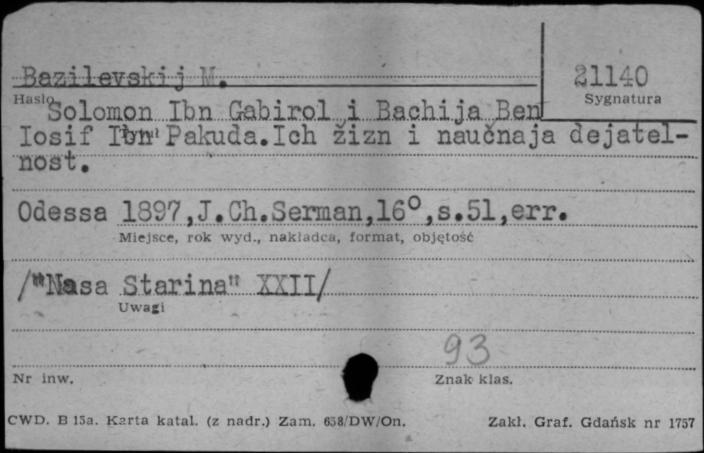 Bazilevskij M.
21140
Hasło
Sygnatura
Solomon Ibn Gabirol i Bachija Ben
Iosif Ibn Pakuda.Ich žizn i naučnaja dejatel-
nost.
Odessa 1897,J.Ch.Serman,16°,s.51,err.
Miejsce, rok wyd., nakładca, format, objętość
/"Nasa Starina" XXII/
Uwagi
93
Nr inw.
Znak klas.
CWD. B 15a. Karta katal. (z nadr.) Zam. 658/DW/On.
Zakł. Graf. Gdańsk nr 1757